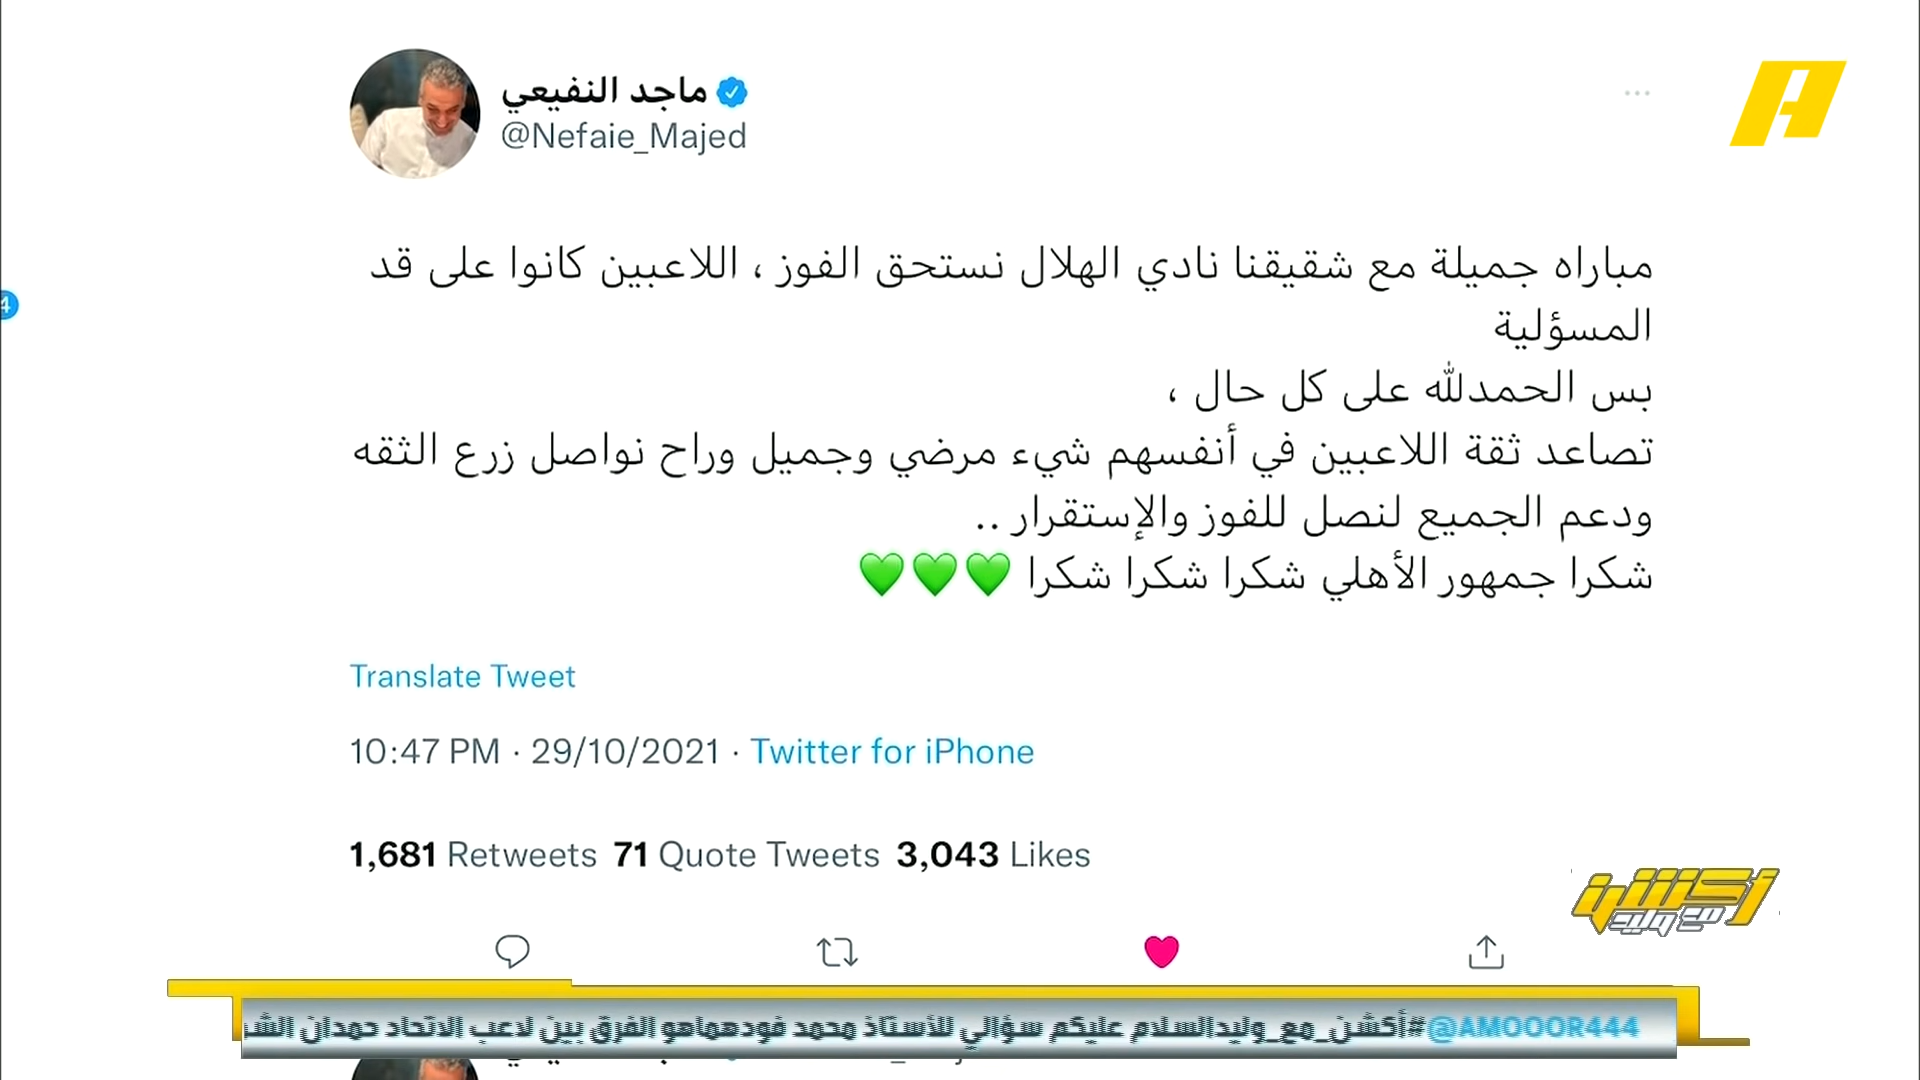 ماجد النفيعي
@Nefaie_Majed
مباراه جميلة مع شقيقنا نادي الهلال نستحق الفوز ، اللاعبين كانوا على قد
المسؤلية
بس الحمدلله على كل حال ،
تصاعد ثقة اللاعبين في أنفسهم شيء مرضي وجميل وراح نواصل زرع الثقه
ودعم الجميع لنصل للفوز والإستقرار ..
شكرا جمهور الأهلي شكرا شكرا شكرا 💚💚💚
Translate Tweet
10:47 PM · 29/10/2021 · Twitter for iPhone
1,681 Retweets 71 Quote Tweets 3,043 Likes
أكشن
مع وليد
@AMOOOR444 #أكشن_مع_وليدالسلام عليكم سؤالي للأستاذ محمد فودهماهو الفرق بين لاعب الاتحاد حمدان الشر